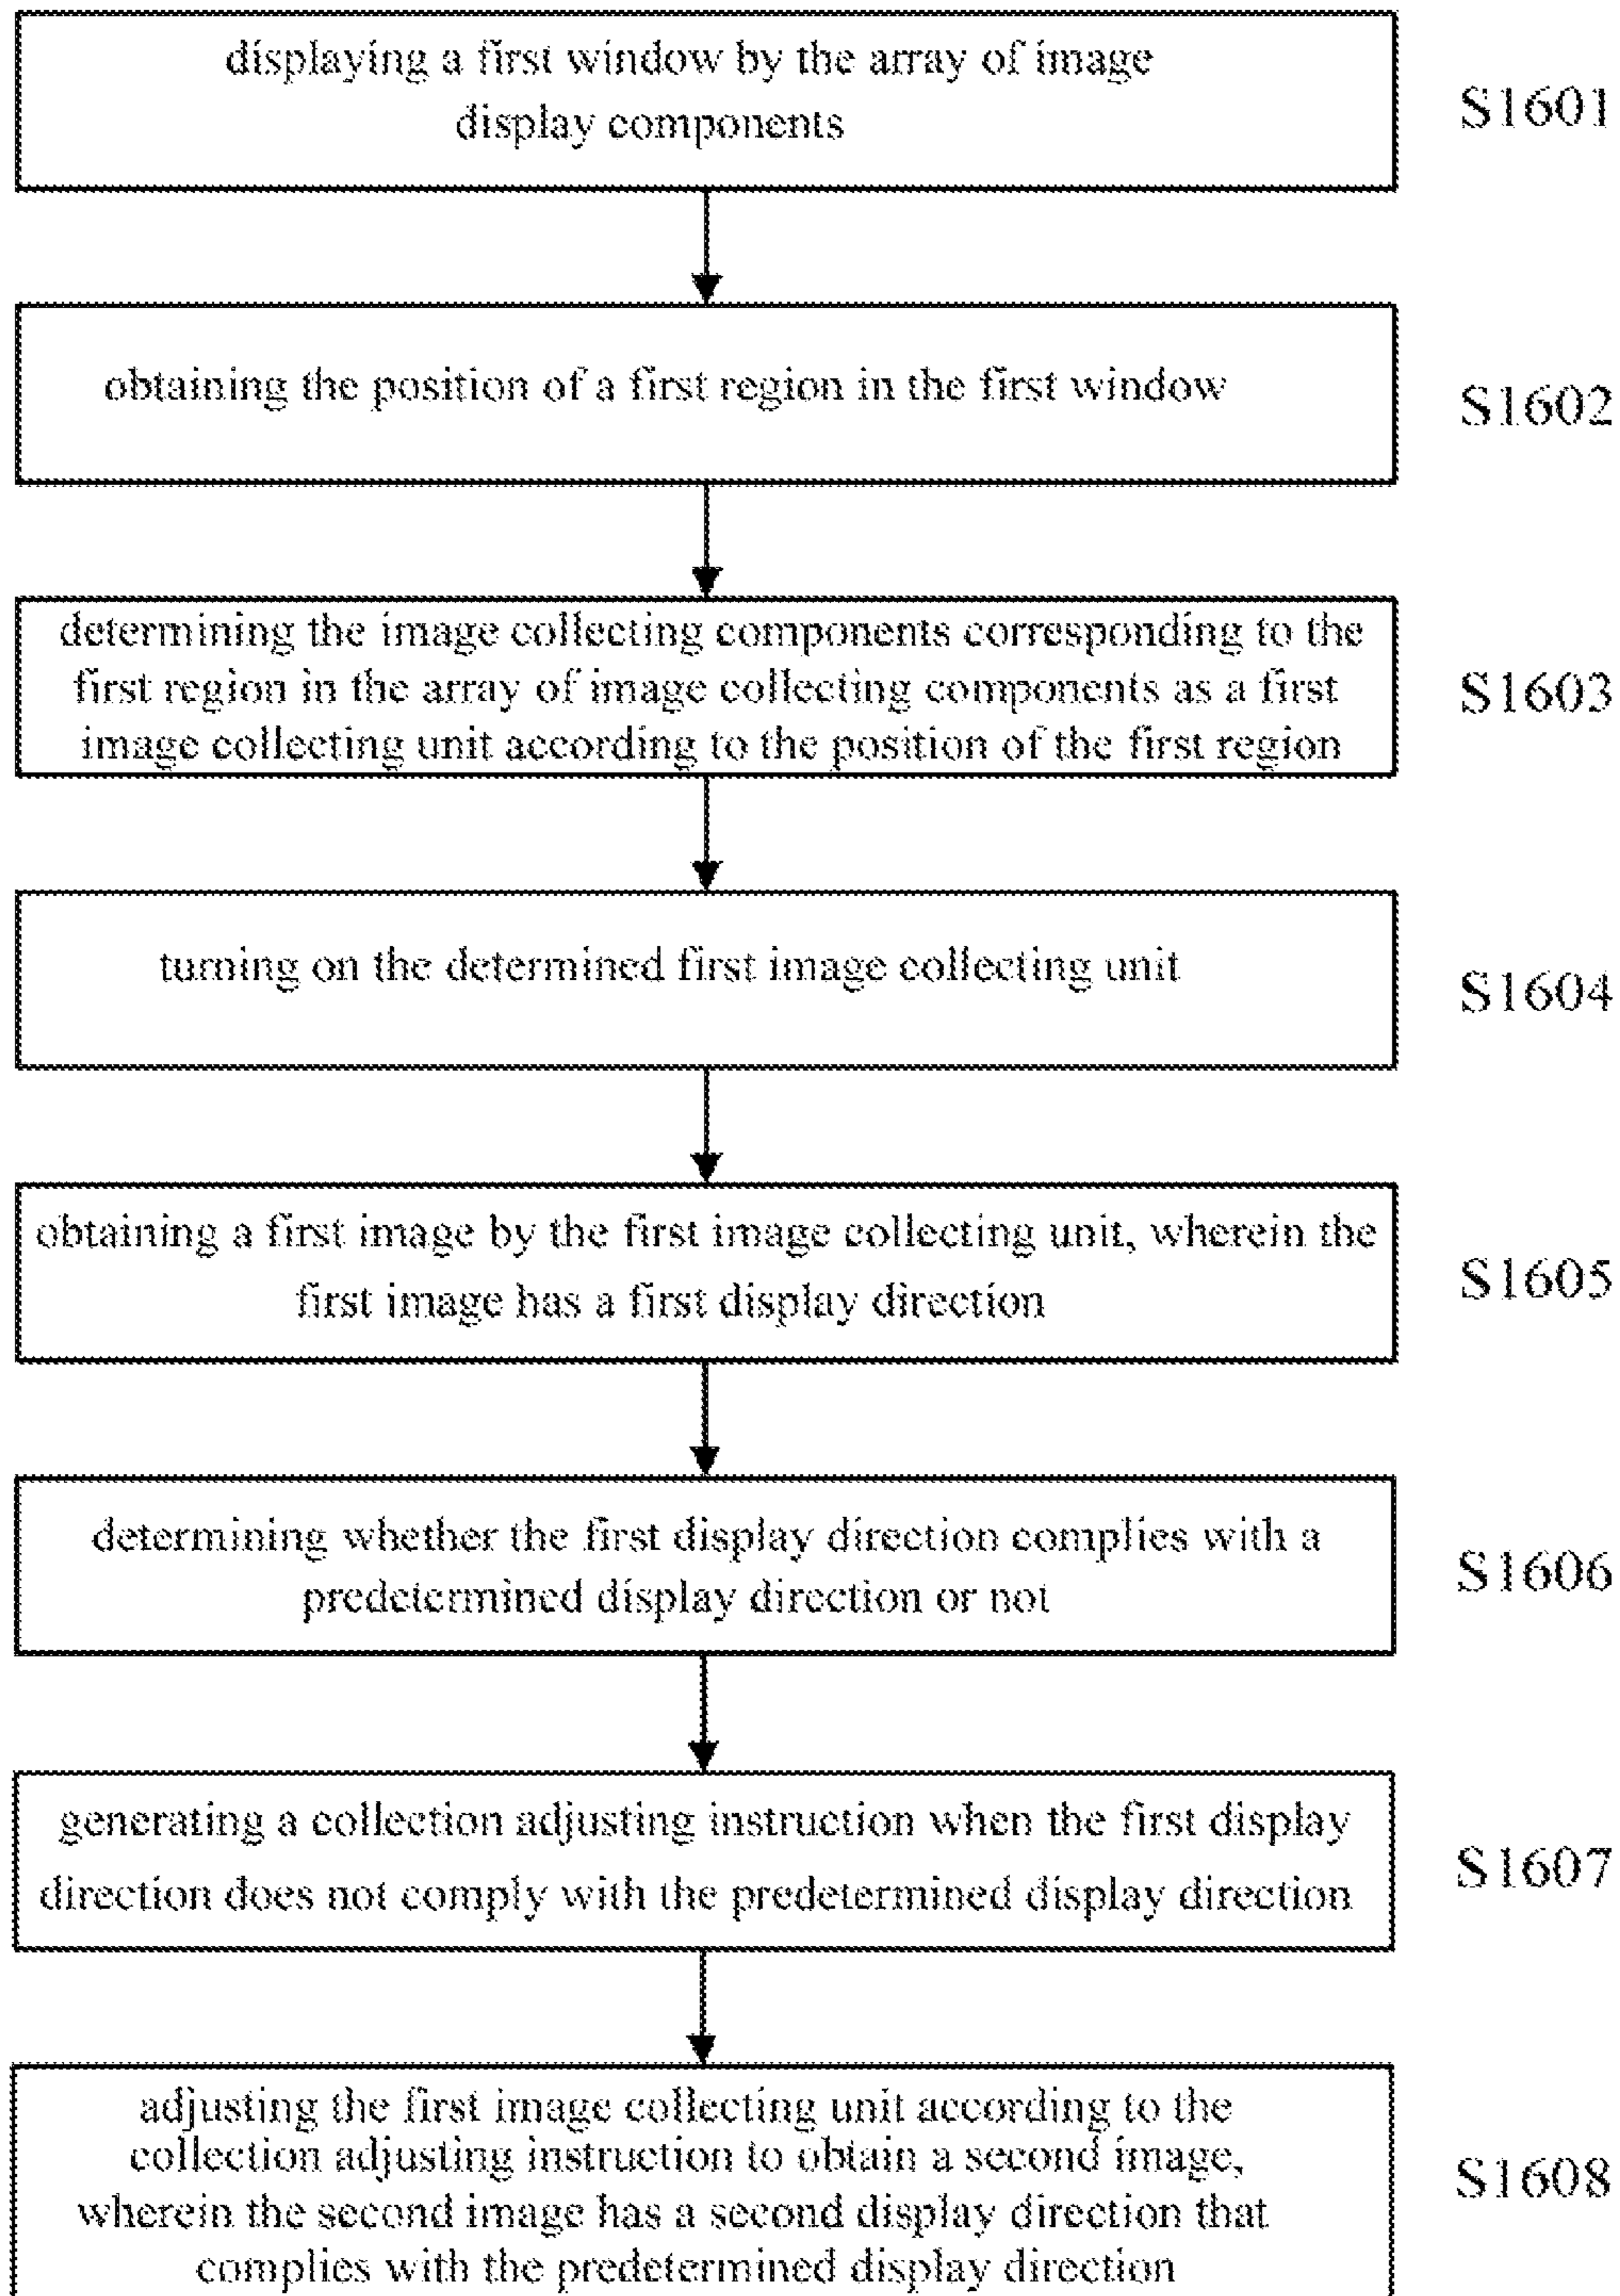 displaying a first window by the array of image
display components
S1601
obtaining the position of a first region in the first window
S1602
determining the image collecting components corresponding to the
first region in the array of image collecting components as a first
image collecting unit according to the position of the first region
S1603
turning on the determined first image collecting unit
S1604
obtaining a first image by the first image collecting unit, wherein the
first image has a first display direction
S1605
determining whether the first display direction complies with a
predetermined display direction or not
S1606
generating a collection adjusting instruction when the first display
direction does not comply with the predetermined display direction
S1607
adjusting the first image collecting unit according to the
collection adjusting instruction to obtain a second image,
wherein the second image has a second display direction that
complies with the predetermined display direction
S1608